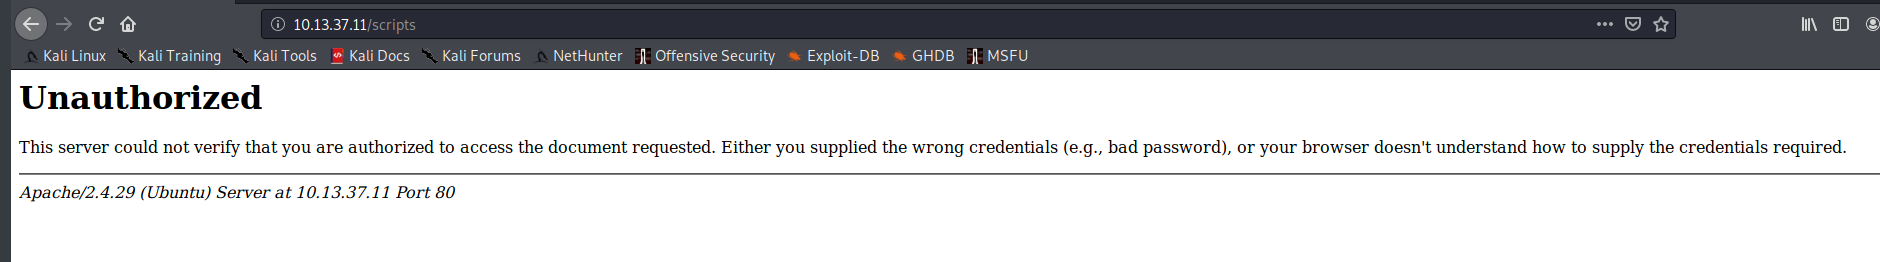 10.13.37.11/scripts
Kali Linux Kali Training Kali Tools Kali Docs Kali Forums NetHunter Offensive Security Exploit-DB GHDB MSFU
Unauthorized
This server could not verify that you are authorized to access the document requested. Either you supplied the wrong credentials (e.g., bad password), or your browser doesn't understand how to supply the credentials required.
Apache/2.4.29 (Ubuntu) Server at 10.13.37.11 Port 80